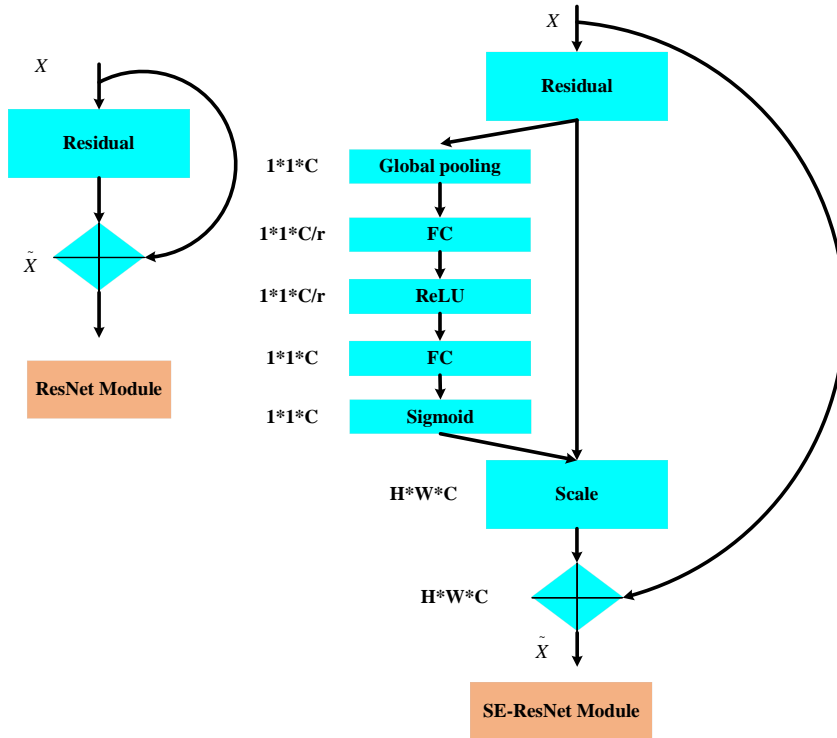 X
Residual
X̃
ResNet Module
X
Residual
1*1*C
Global pooling
1*1*C/r
FC
1*1*C/r
ReLU
1*1*C
FC
1*1*C
Sigmoid
H*W*C
Scale
H*W*C
X̃
SE-ResNet Module